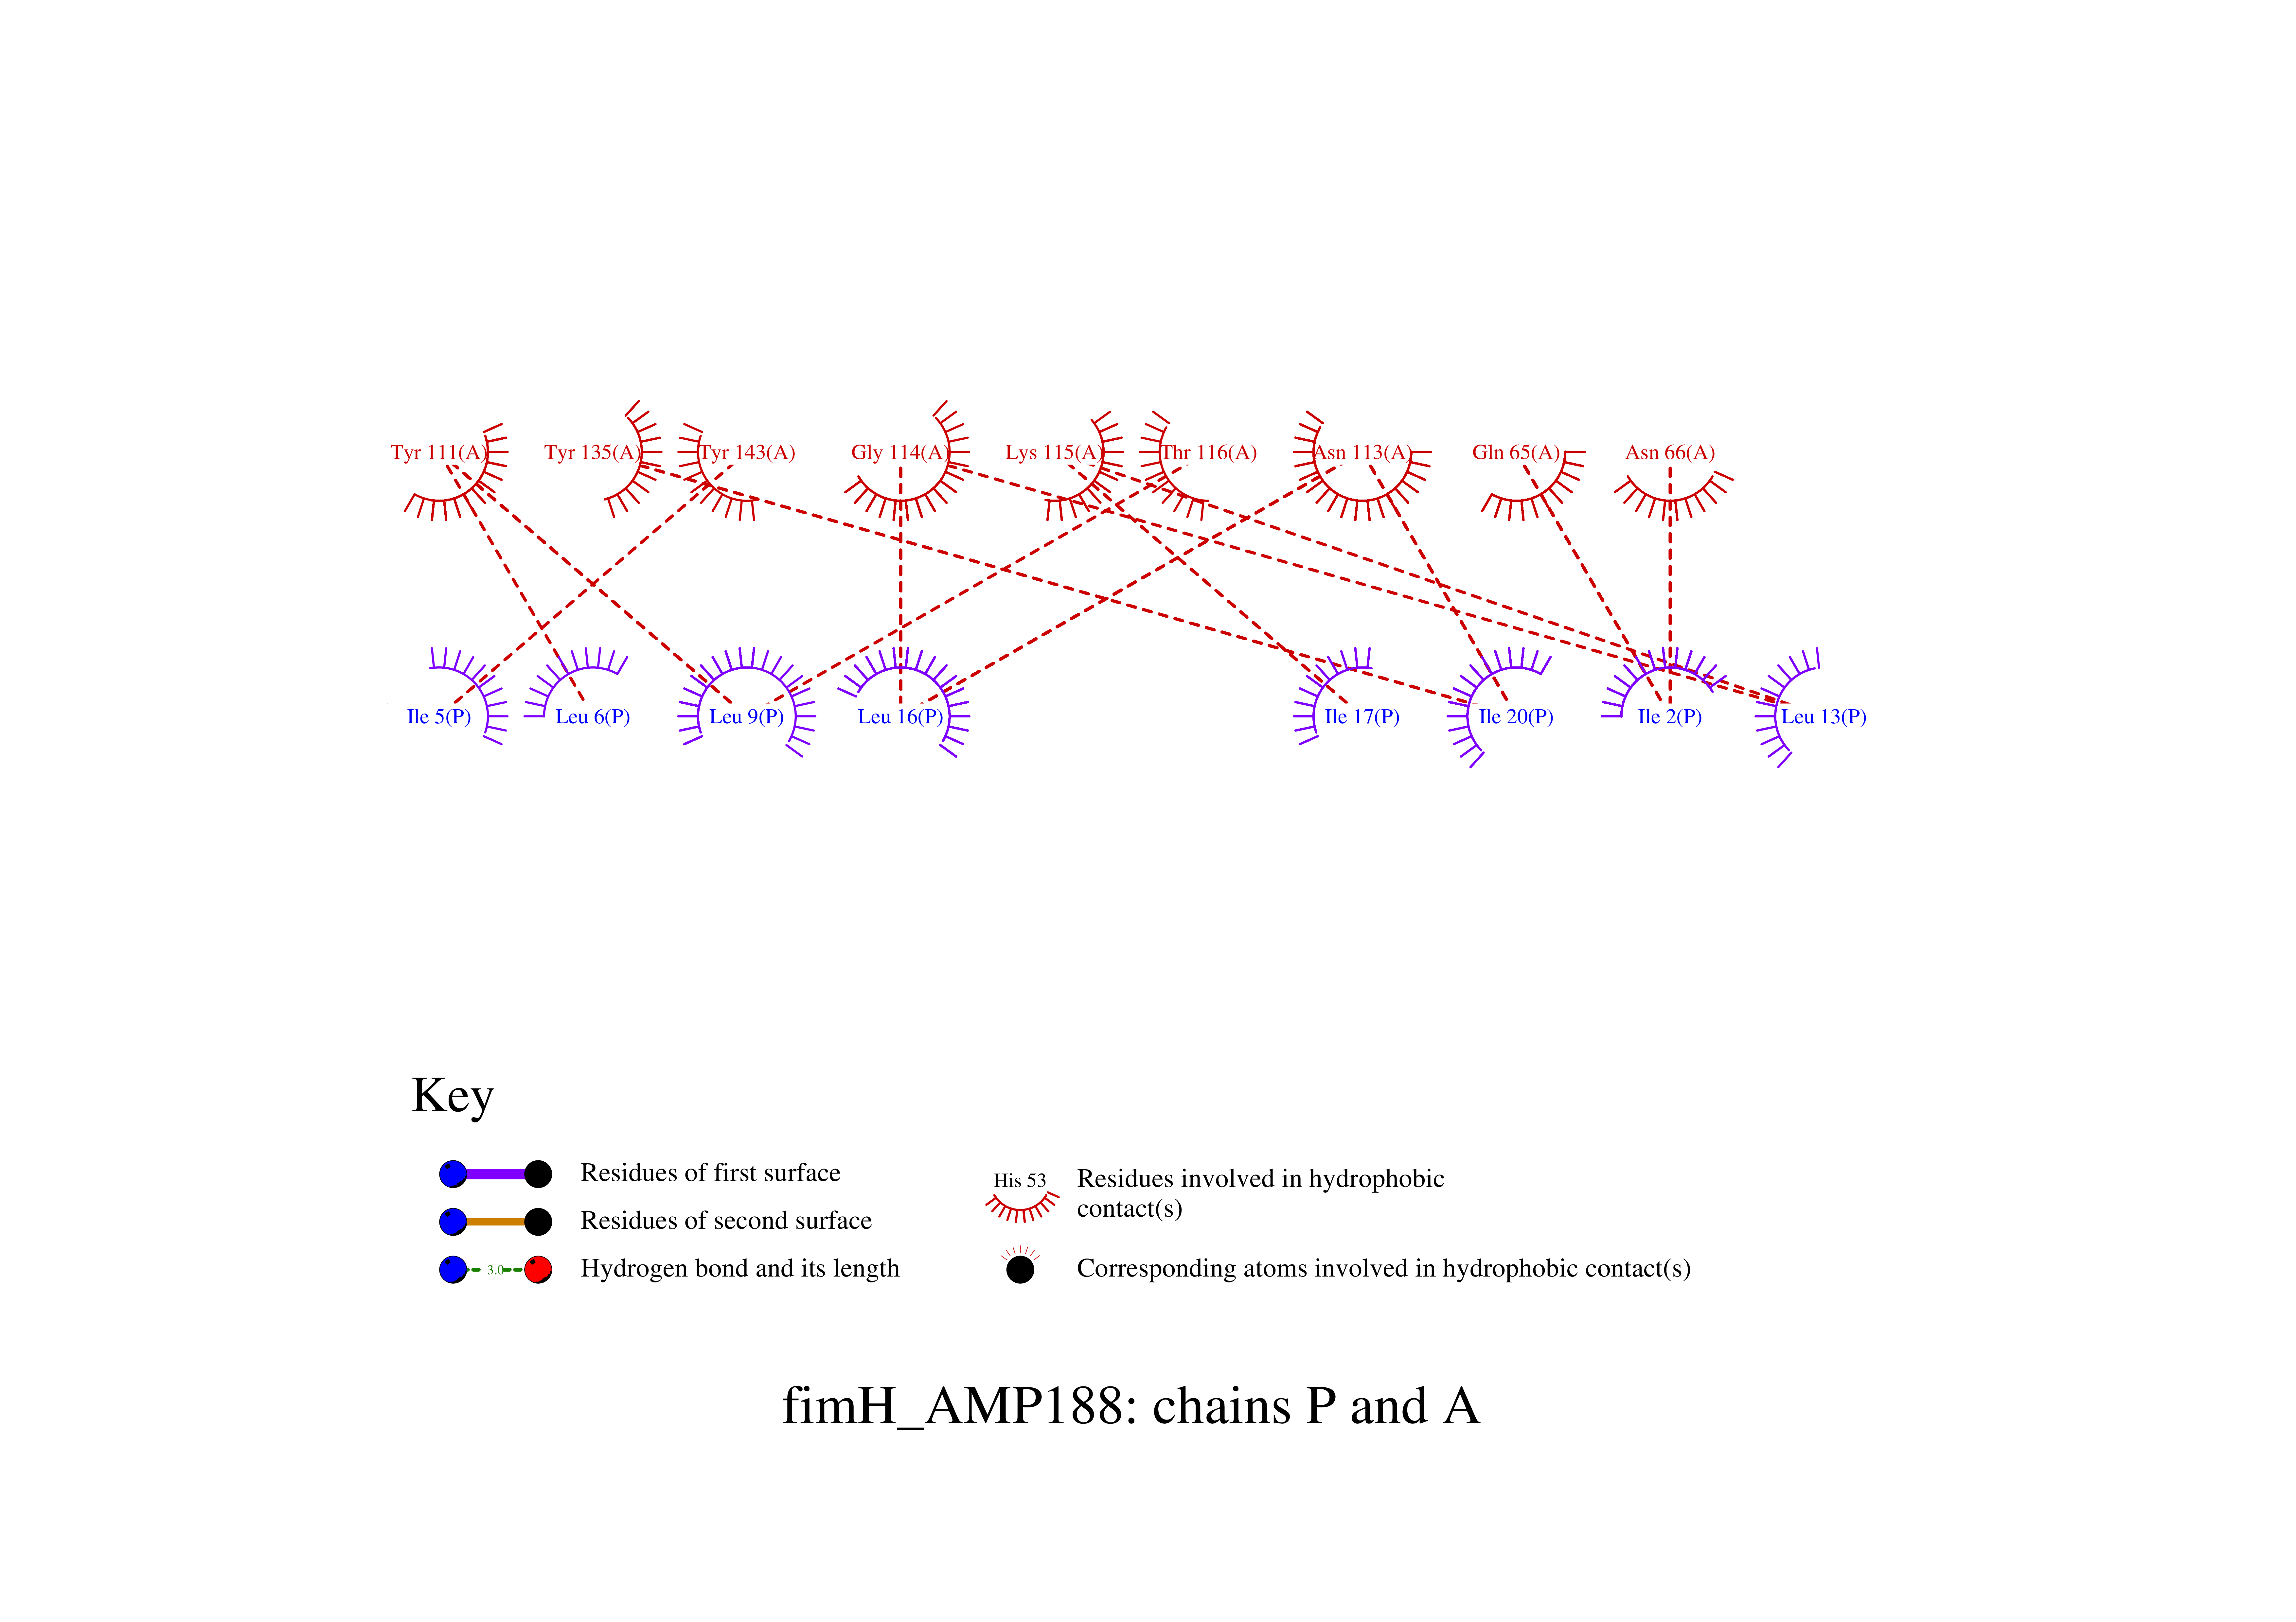 Tyr 111(A) Tyr 135(A) Tyr 143(A) Gly 114(A) Lys 115(A) Thr 116(A) Asn 113(A) Gln 65(A) Asn 66(A)
Ile 5(P) Leu 6(P) Leu 9(P) Leu 16(P) Ile 17(P) Ile 20(P) Ile 2(P) Leu 13(P)
Key
Residues of first surface
Residues of second surface
3.0 Hydrogen bond and its length
His 53 Residues involved in hydrophobic
contact(s)
Corresponding atoms involved in hydrophobic contact(s)
fimH_AMP188: chains P and A